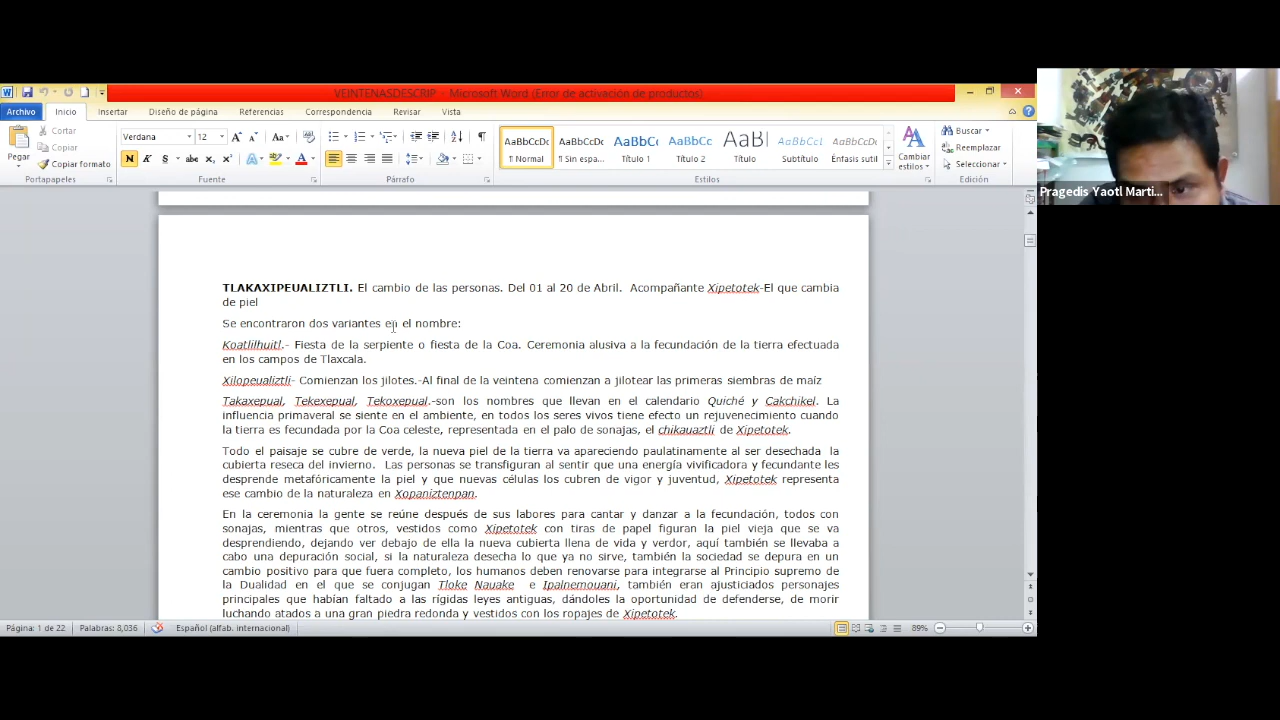 VEINTENASDESCRIP - Microsoft Word (Error de activación de productos)
Archivo Inicio Insertar Diseño de página Referencias Correspondencia Revisar Vista
Pegar
Cortar
Copiar
Copiar formato
Portapapeles
Verdana 12
N K S abc x₂ x²
Fuente
Párrafo
AaBbCcDc AaBbCcDc AaBbC( AaBbCc AaB( AaBbCcI AaBbCcDc
¶ Normal ¶ Sin espa... Título 1 Título 2 Título Subtítulo Énfasis sutil
Cambiar
estilos
Estilos
Buscar
Reemplazar
Seleccionar
Edición
Pragedis Yaotl Marti...
TLAKAXIPEUALIZTLI. El cambio de las personas. Del 01 al 20 de Abril. Acompañante Xipetotek-El que cambia
de piel
Se encontraron dos variantes en el nombre:
Koatlilhuitl.- Fiesta de la serpiente o fiesta de la Coa. Ceremonia alusiva a la fecundación de la tierra efectuada
en los campos de Tlaxcala.
Xilopeualiztli- Comienzan los jilotes.-Al final de la veintena comienzan a jilotear las primeras siembras de maíz
Takaxepual, Tekexepual, Tekoxepual.-son los nombres que llevan en el calendario Quiché y Cakchikel. La
influencia primaveral se siente en el ambiente, en todos los seres vivos tiene efecto un rejuvenecimiento cuando
la tierra es fecundada por la Coa celeste, representada en el palo de sonajas, el chikauaztli de Xipetotek.
Todo el paisaje se cubre de verde, la nueva piel de la tierra va apareciendo paulatinamente al ser desechada la
cubierta reseca del invierno. Las personas se transfiguran al sentir que una energía vivificadora y fecundante les
desprende metafóricamente la piel y que nuevas células los cubren de vigor y juventud, Xipetotek representa
ese cambio de la naturaleza en Xopaniztenpan.
En la ceremonia la gente se reúne después de sus labores para cantar y danzar a la fecundación, todos con
sonajas, mientras que otros, vestidos como Xipetotek con tiras de papel figuran la piel vieja que se va
desprendiendo, dejando ver debajo de ella la nueva cubierta llena de vida y verdor, aquí también se llevaba a
cabo una depuración social, si la naturaleza desecha lo que ya no sirve, también la sociedad se depura en un
cambio positivo para que fuera completo, los humanos deben renovarse para integrarse al Principio supremo de
la Dualidad en el que se conjugan Tloke Nauake e Ipalnemouani, también eran ajusticiados personajes
principales que habían faltado a las rígidas leyes antiguas, dándoles la oportunidad de defenderse, de morir
luchando atados a una gran piedra redonda y vestidos con los ropajes de Xipetotek.
Página: 1 de 22 Palabras: 8,036 Español (alfab. internacional) 89%